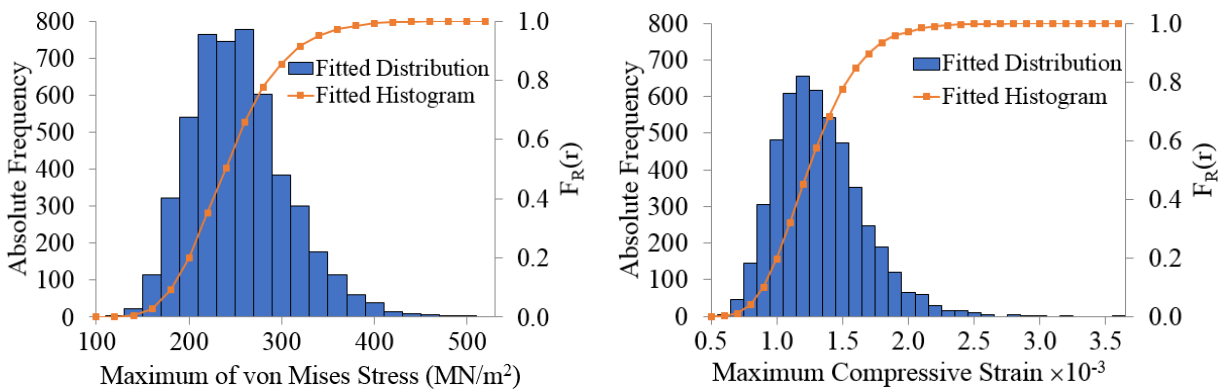 800
700
600
500
400
300
200
100
0
Absolute Frequency
1.0
0.8
0.6
0.4
0.2
0.0
F_R(r)
Fitted Distribution
Fitted Histogram
100 200 300 400 500
Maximum of von Mises Stress (MN/m²)
800
700
600
500
400
300
200
100
0
Absolute Frequency
1.0
0.8
0.6
0.4
0.2
0.0
F_R(r)
Fitted Distribution
Fitted Histogram
0.5 1.0 1.5 2.0 2.5 3.0 3.5
Maximum Compressive Strain ×10⁻³